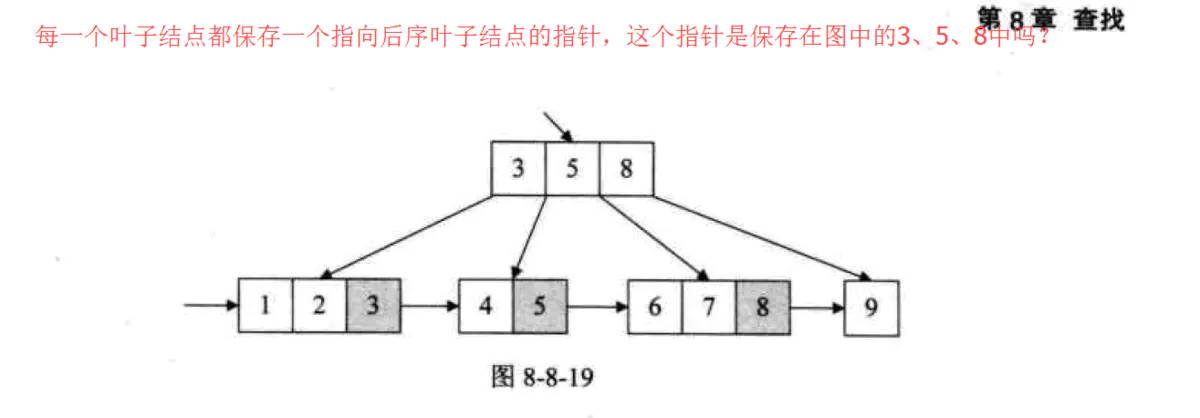 第8章 查找
每一个叶子结点都保存一个指向后序叶子结点的指针，这个指针是保存在图中的3、5、8中吗？
3 5 8
1 2 3 4 5 6 7 8 9
图 8-8-19